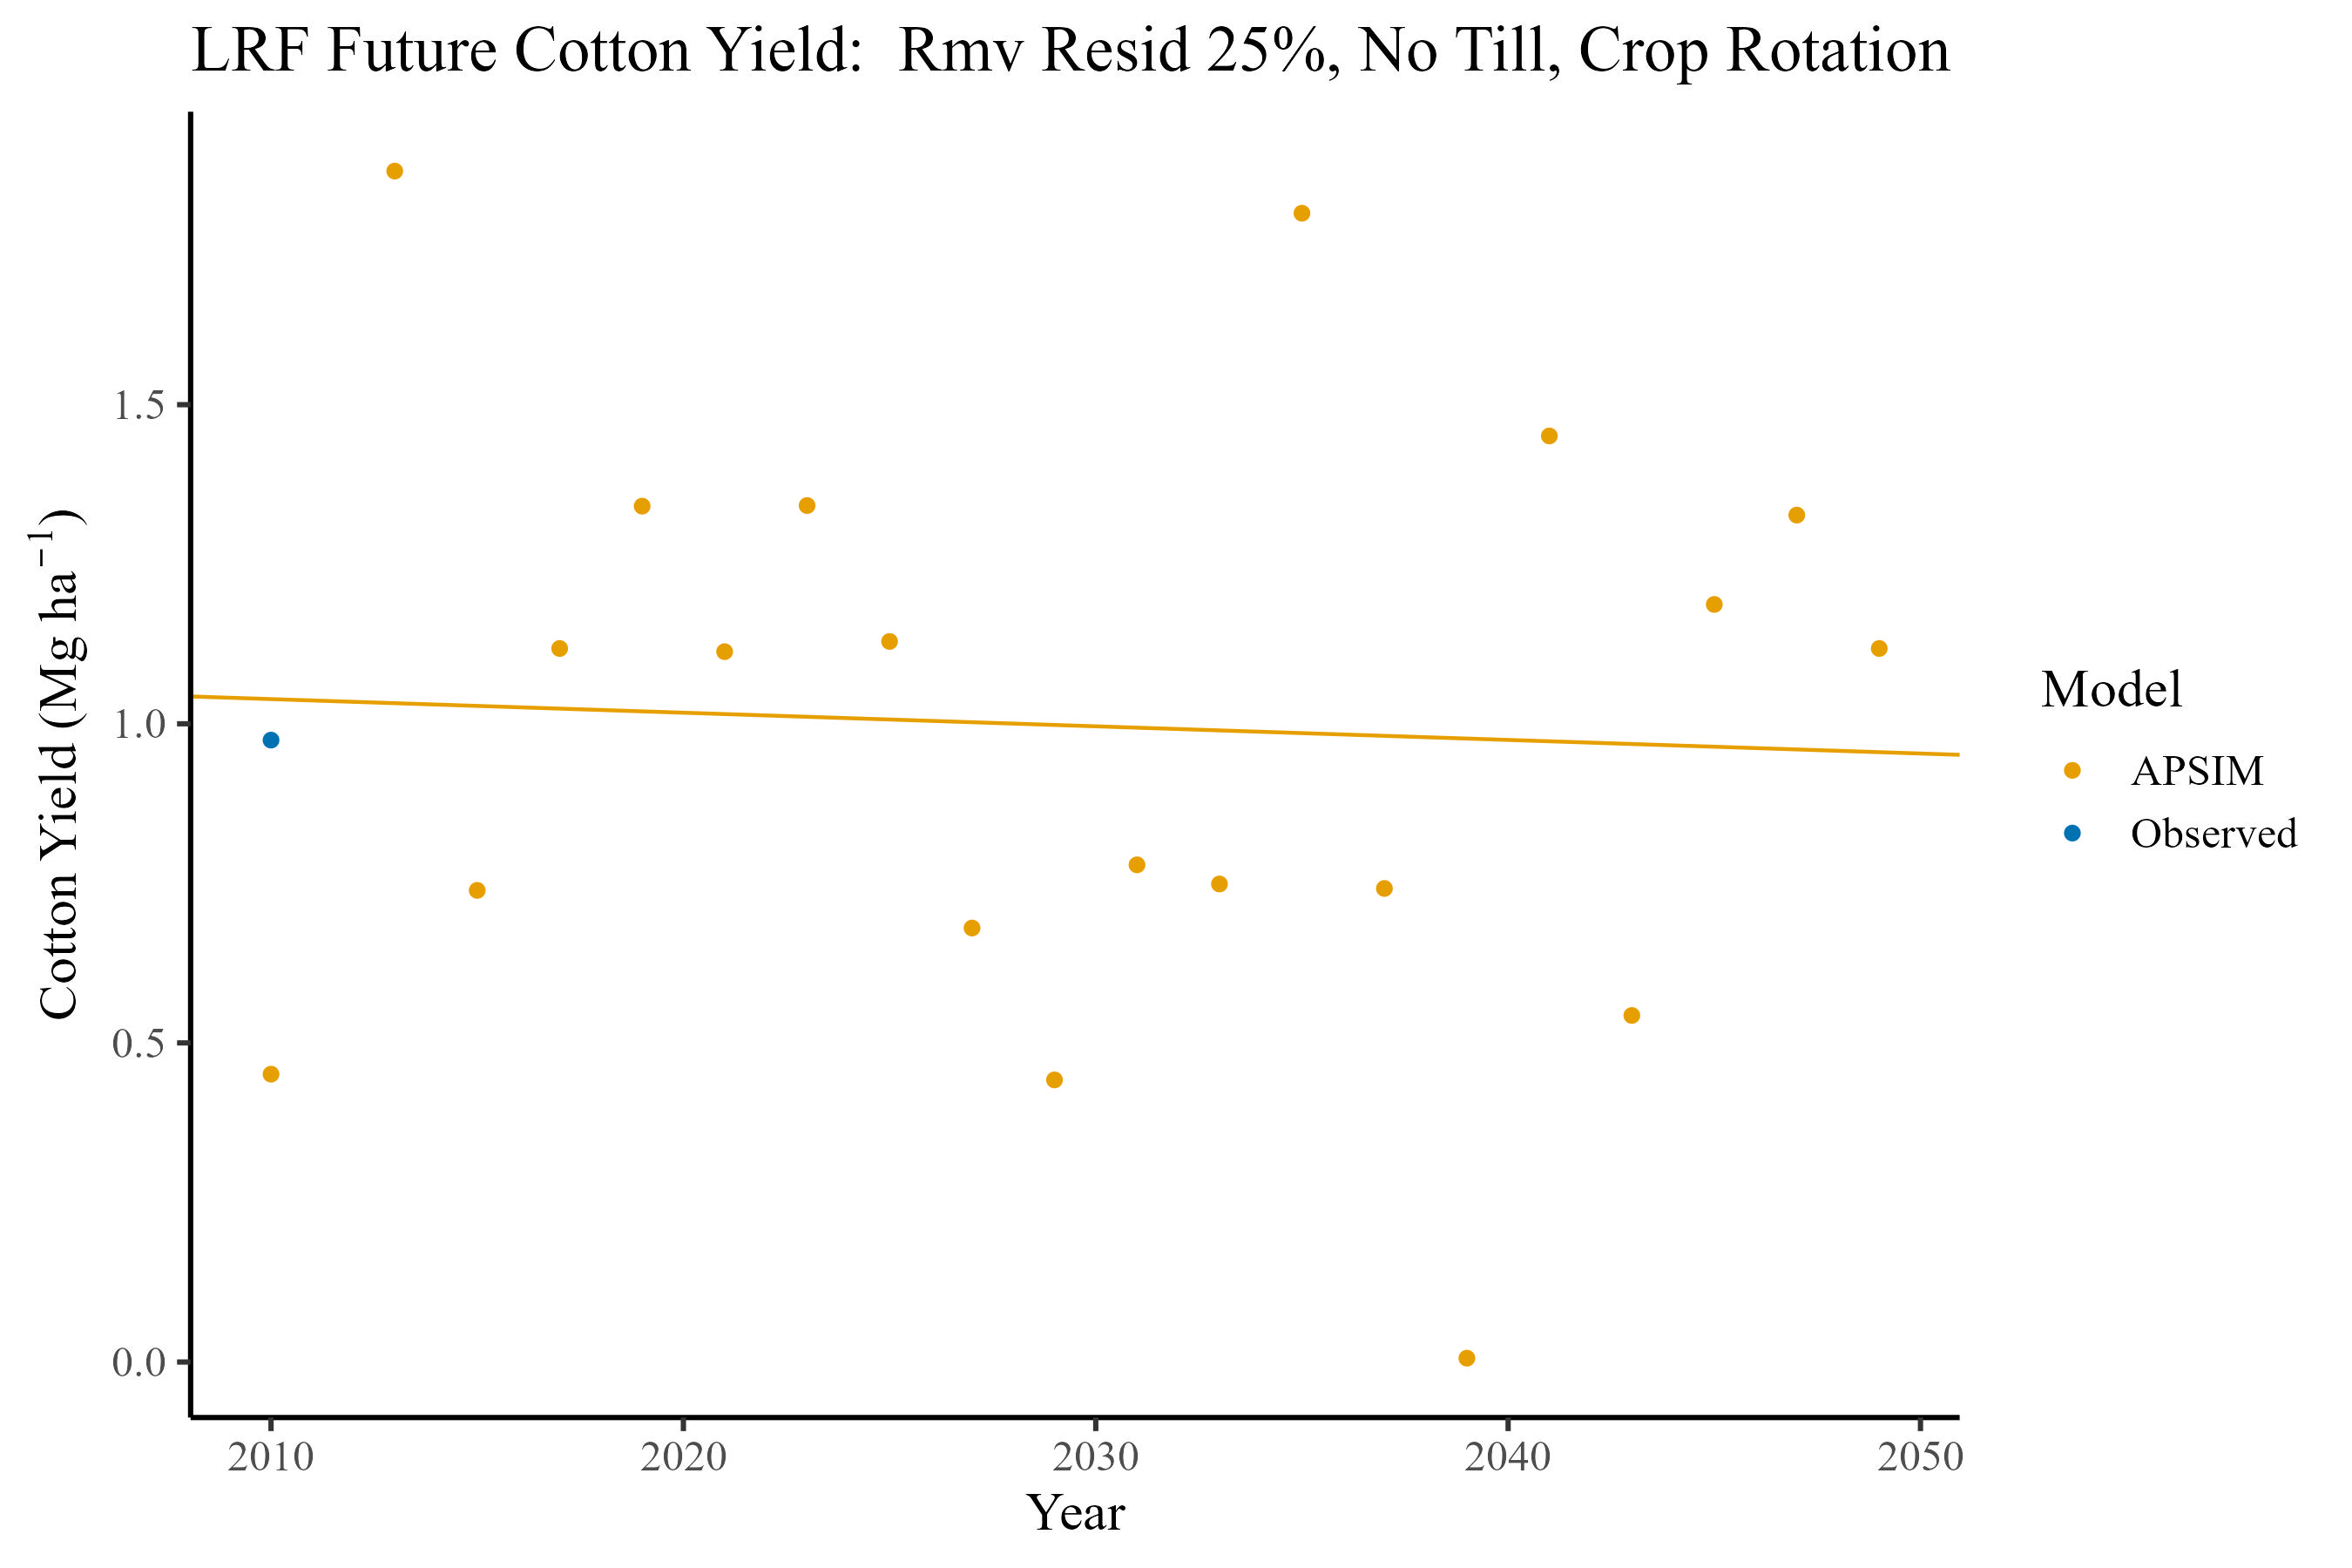 LRF Future Cotton Yield:  Rmv Resid 25%, No Till, Crop Rotation
Cotton Yield (Mg ha⁻¹)
1.5
1.0
0.5
0.0
2010 2020 2030 2040 2050
Year
Model
APSIM
Observed